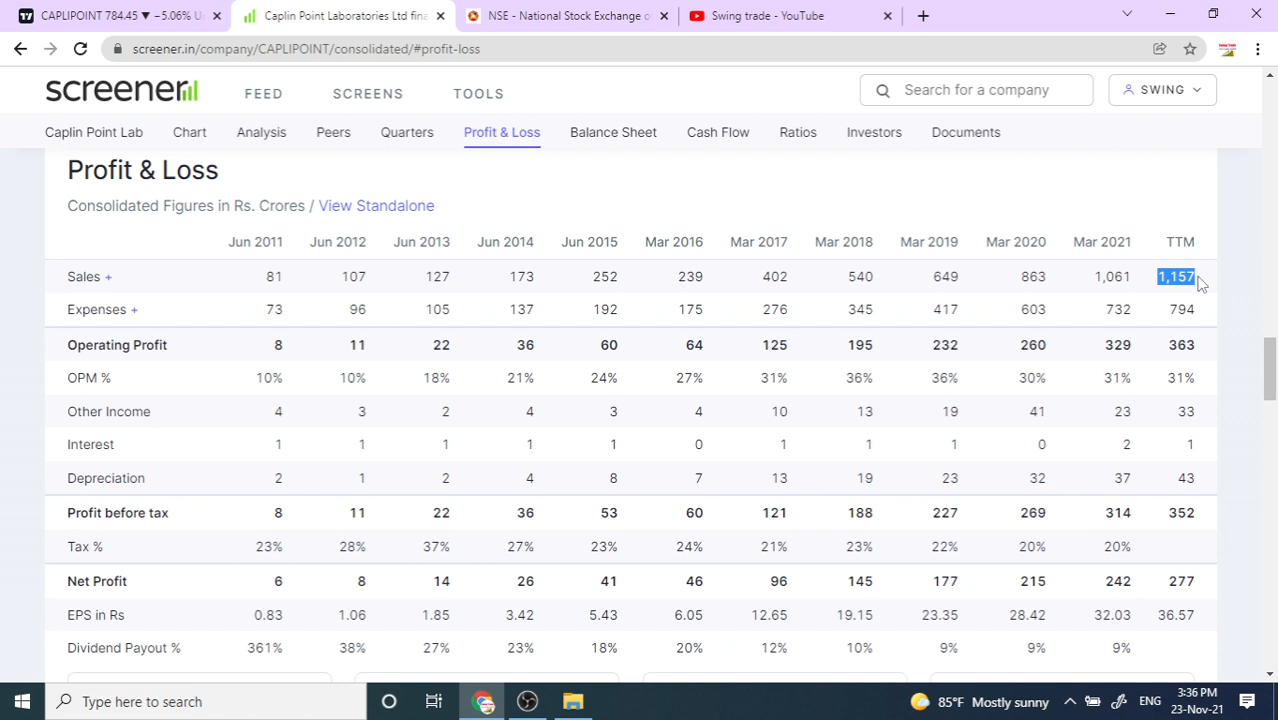 CAPLIPOINT 784.45 ▼ −5.06% U
Caplin Point Laboratories Ltd fina
NSE - National Stock Exchange o
Swing trade - YouTube
screener.in/company/CAPLIPOINT/consolidated/#profit-loss
screener
FEED SCREENS TOOLS
Search for a company
SWING
Caplin Point Lab Chart Analysis Peers Quarters Profit & Loss Balance Sheet Cash Flow Ratios Investors Documents
Profit & Loss
Consolidated Figures in Rs. Crores / View Standalone
Jun 2011 Jun 2012 Jun 2013 Jun 2014 Jun 2015 Mar 2016 Mar 2017 Mar 2018 Mar 2019 Mar 2020 Mar 2021 TTM
Sales + 81 107 127 173 252 239 402 540 649 863 1,061 1,157
Expenses + 73 96 105 137 192 175 276 345 417 603 732 794
Operating Profit 8 11 22 36 60 64 125 195 232 260 329 363
OPM % 10% 10% 18% 21% 24% 27% 31% 36% 36% 30% 31% 31%
Other Income 4 3 2 4 3 4 10 13 19 41 23 33
Interest 1 1 1 1 1 0 1 1 1 0 2 1
Depreciation 2 1 2 4 8 7 13 19 23 32 37 43
Profit before tax 8 11 22 36 53 60 121 188 227 269 314 352
Tax % 23% 28% 37% 27% 23% 24% 21% 23% 22% 20% 20%
Net Profit 6 8 14 26 41 46 96 145 177 215 242 277
EPS in Rs 0.83 1.06 1.85 3.42 5.43 6.05 12.65 19.15 23.35 28.42 32.03 36.57
Dividend Payout % 361% 38% 27% 23% 18% 20% 12% 10% 9% 9% 9%
Type here to search
85°F Mostly sunny
ENG
3:36 PM
23-Nov-21